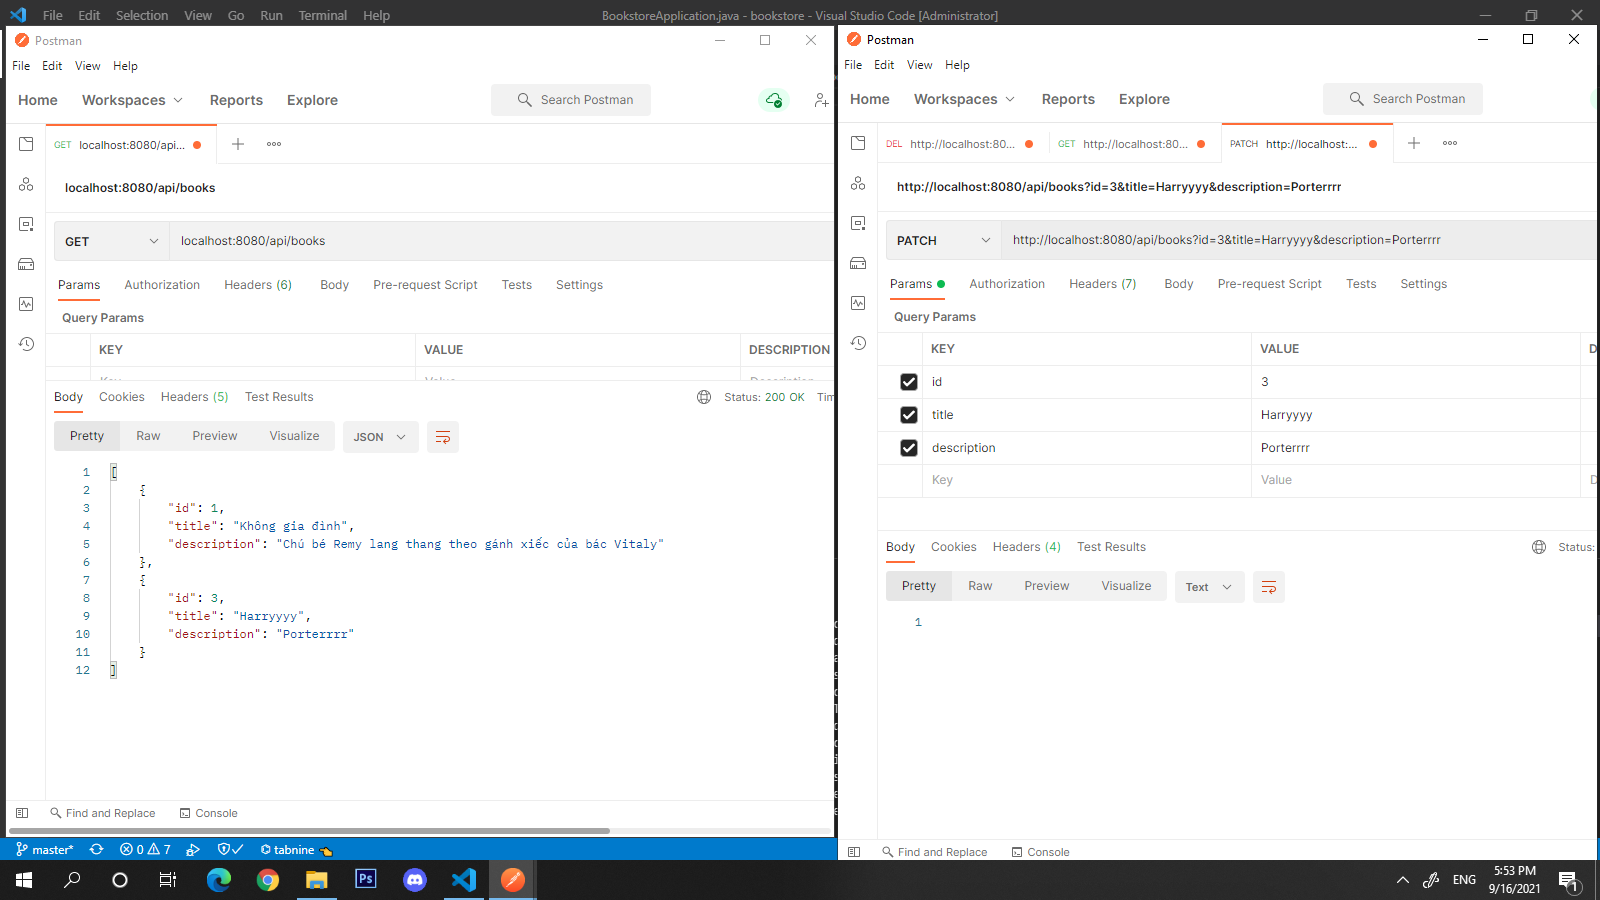 File Edit Selection View Go Run Terminal Help BookstoreApplication.java - bookstore - Visual Studio Code [Administrator]
Postman
File Edit View Help
Home Workspaces Reports Explore Search Postman
GET localhost:8080/api...
localhost:8080/api/books
GET localhost:8080/api/books
Params Authorization Headers (6) Body Pre-request Script Tests Settings
Query Params
KEY VALUE DESCRIPTION
Key Value Description
Body Cookies Headers (5) Test Results Status: 200 OK Tim
Pretty Raw Preview Visualize JSON
1 [
2 {
3 "id": 1,
4 "title": "Không gia đình",
5 "description": "Chú bé Remy lang thang theo gánh xiếc của bác Vitaly"
6 },
7 {
8 "id": 3,
9 "title": "Harryyyy",
10 "description": "Porterrrr"
11 }
12 ]
Find and Replace Console
Postman
File Edit View Help
Home Workspaces Reports Explore Search Postman
DEL http://localhost:80... GET http://localhost:80... PATCH http://localhost:...
http://localhost:8080/api/books?id=3&title=Harryyyy&description=Porterrrr
PATCH http://localhost:8080/api/books?id=3&title=Harryyyy&description=Porterrrr
Params Authorization Headers (7) Body Pre-request Script Tests Settings
Query Params
KEY VALUE D
id 3
title Harryyyy
description Porterrrr
Key Value D
Body Cookies Headers (4) Test Results Status:
Pretty Raw Preview Visualize Text
1
Find and Replace Console
master* 0 7 tabnine
Ps ENG 5:53 PM
9/16/2021 1